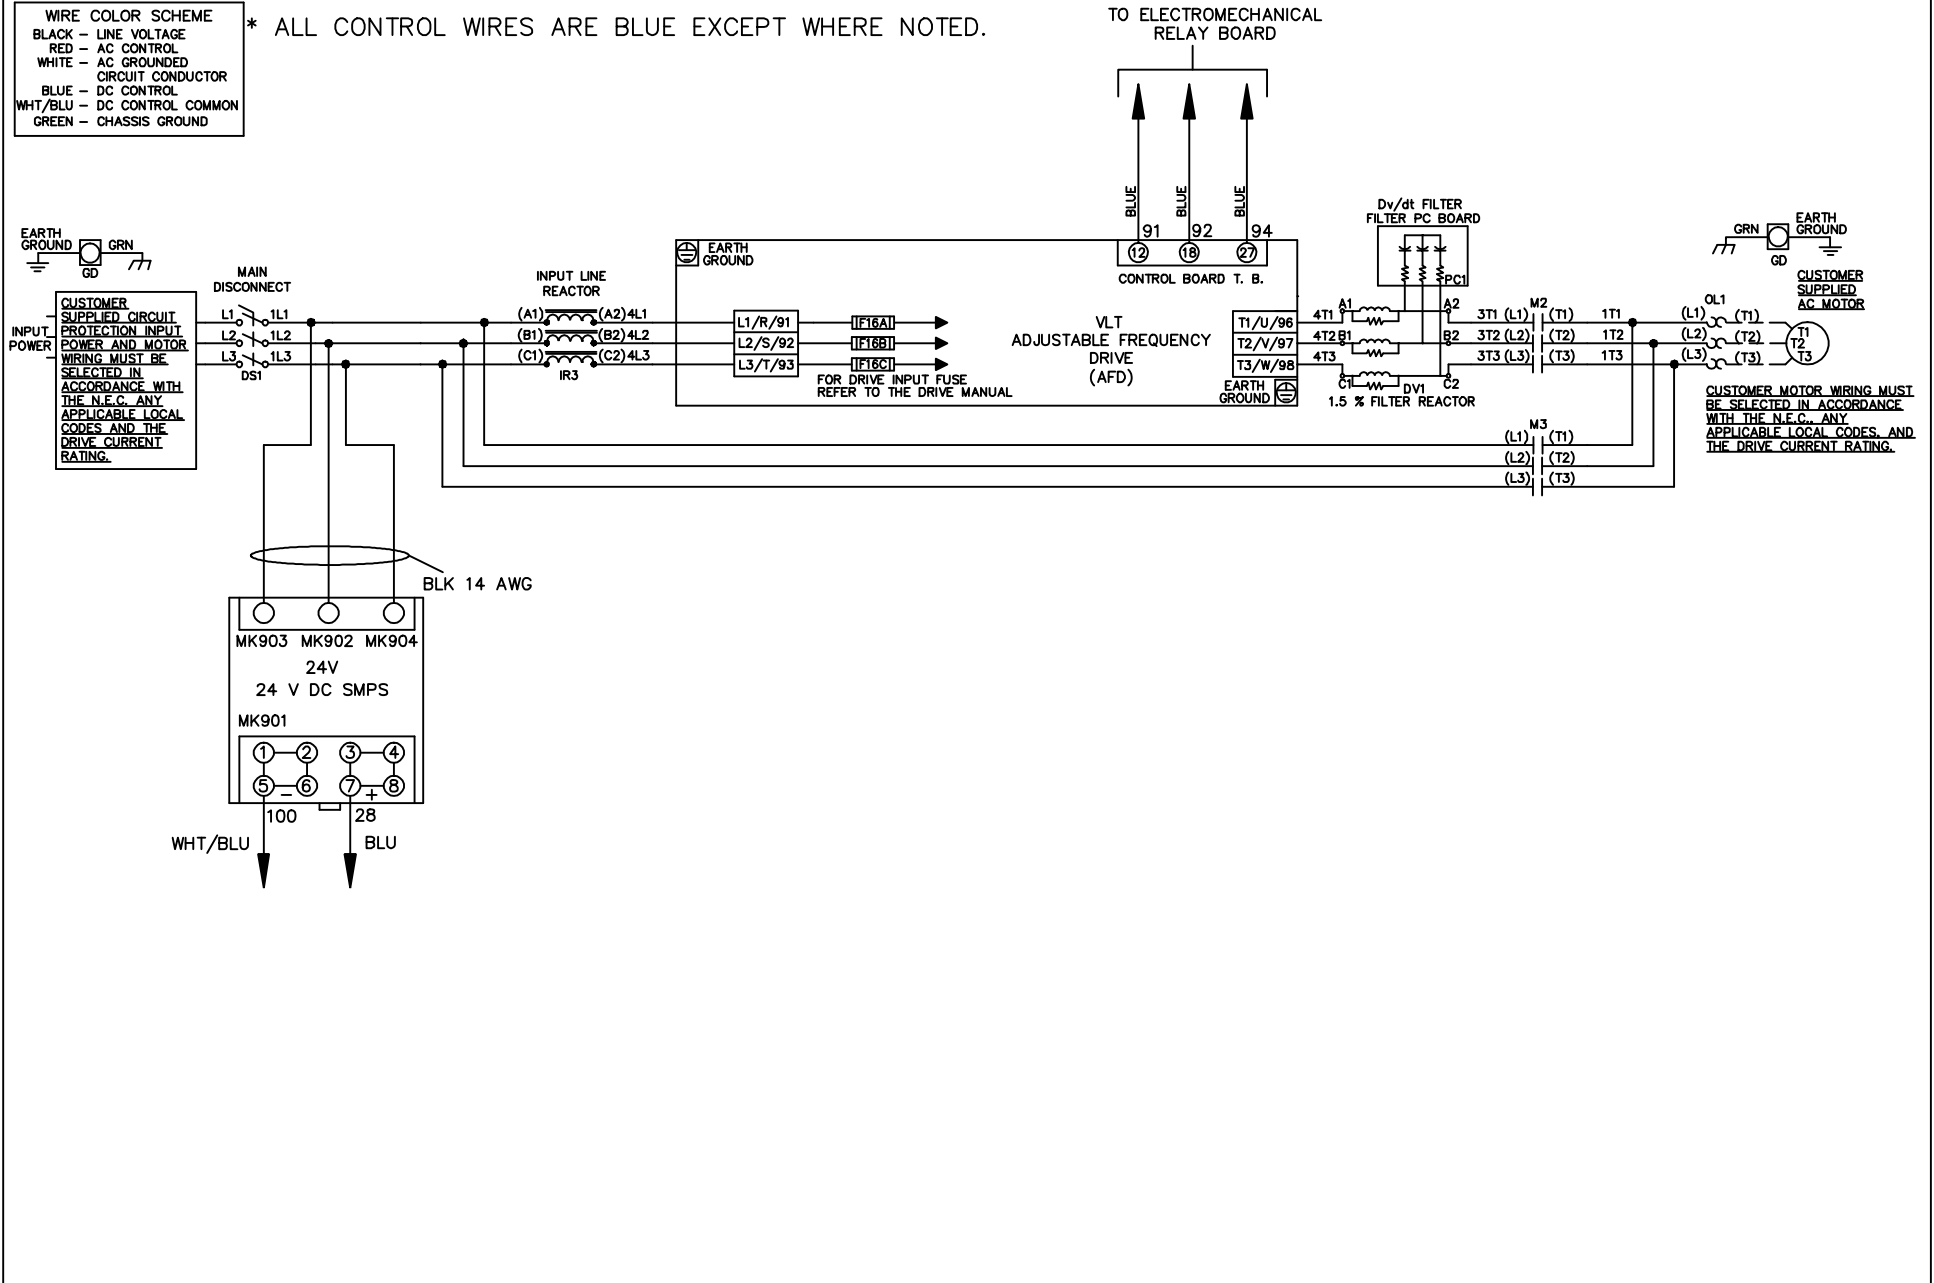 WIRE COLOR SCHEME
BLACK – LINE VOLTAGE
RED – AC CONTROL
WHITE – AC GROUNDED
CIRCUIT CONDUCTOR
BLUE – DC CONTROL
WHT/BLU – DC CONTROL COMMON
GREEN – CHASSIS GROUND
* ALL CONTROL WIRES ARE BLUE EXCEPT WHERE NOTED.
TO ELECTROMECHANICAL
RELAY BOARD
BLUE
BLUE
BLUE
91
92
94
12
18
27
CONTROL BOARD T. B.
EARTH
GROUND
GRN
GD
INPUT
POWER
CUSTOMER
SUPPLIED CIRCUIT
PROTECTION INPUT
POWER AND MOTOR
WIRING MUST BE
SELECTED IN
ACCORDANCE WITH
THE N.E.C. ANY
APPLICABLE LOCAL
CODES AND THE
DRIVE CURRENT
RATING.
MAIN
DISCONNECT
L1 1L1
L2 1L2
L3 1L3
DS1
INPUT LINE
REACTOR
(A1) (A2) 4L1
(B1) (B2) 4L2
(C1) (C2) 4L3
IR3
EARTH
GROUND
L1/R/91
L2/S/92
L3/T/93
F16A
F16B
F16C
FOR DRIVE INPUT FUSE
REFER TO THE DRIVE MANUAL
VLT
ADJUSTABLE FREQUENCY
DRIVE
(AFD)
T1/U/96
T2/V/97
T3/W/98
EARTH
GROUND
Dv/dt FILTER
FILTER PC BOARD
PC1
4T1 A1 A2
4T2 B1 B2
4T3
C1 DV1 C2
1.5 % FILTER REACTOR
M2
3T1 (L1) (T1) 1T1
3T2 (L2) (T2) 1T2
3T3 (L3) (T3) 1T3
M3
(L1) (T1)
(L2) (T2)
(L3) (T3)
OL1
(L1) (T1)
(L2) (T2)
(L3) (T3)
T1
T2
T3
GRN
EARTH
GROUND
GD
CUSTOMER
SUPPLIED
AC MOTOR
CUSTOMER MOTOR WIRING MUST
BE SELECTED IN ACCORDANCE
WITH THE N.E.C., ANY
APPLICABLE LOCAL CODES, AND
THE DRIVE CURRENT RATING.
BLK 14 AWG
MK903 MK902 MK904
24V
24 V DC SMPS
MK901
1 2 3 4
5 6 7 8
– +
100 28
WHT/BLU BLU